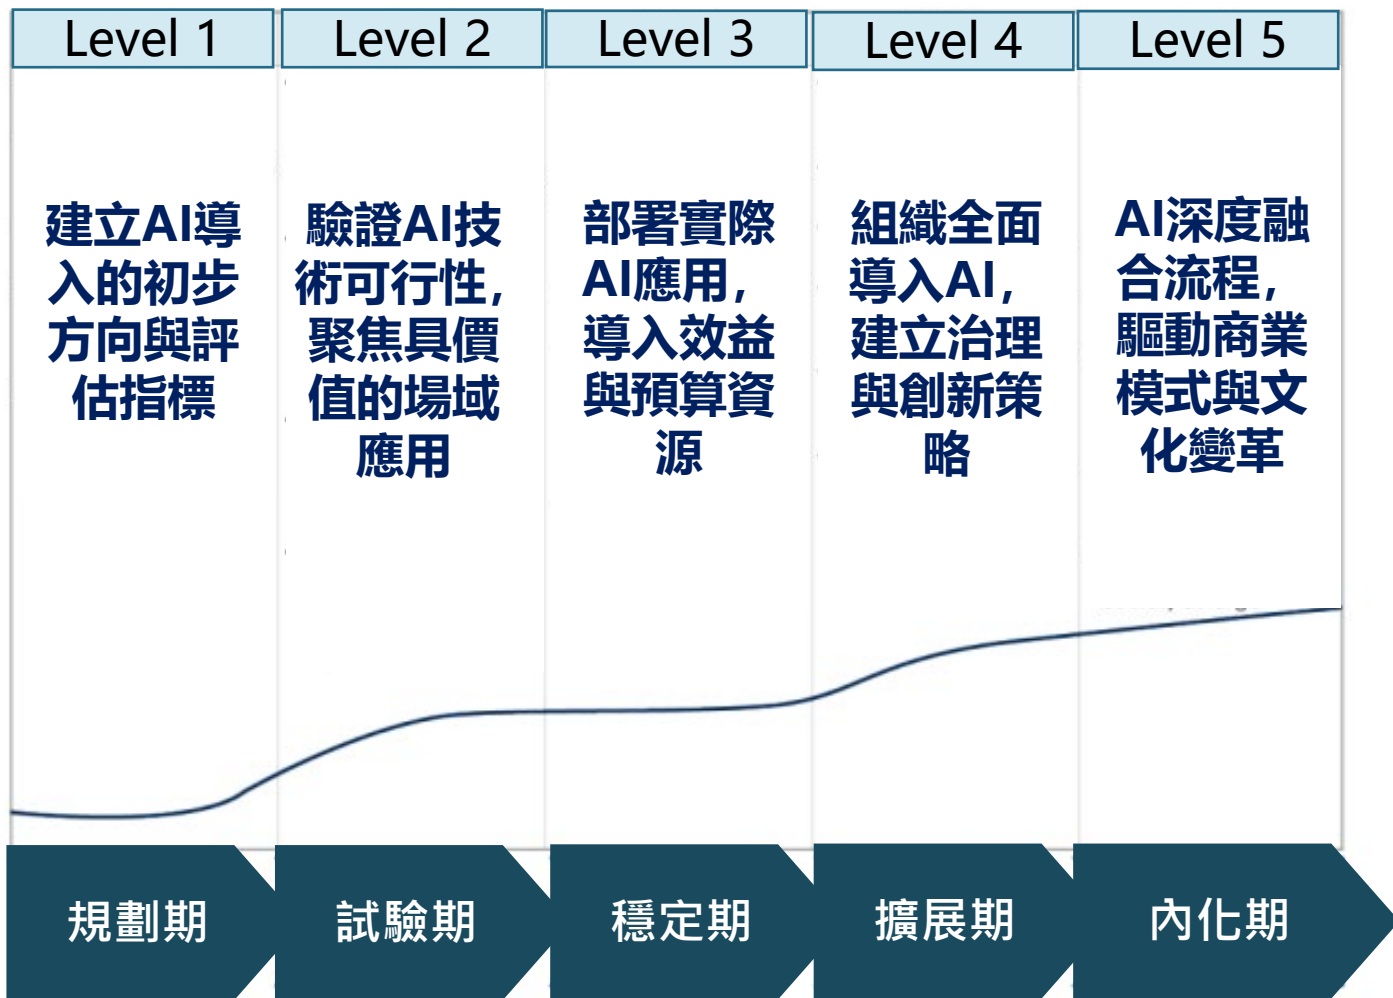 Level 1
Level 2
Level 3
Level 4
Level 5
建立AI導
入的初步
方向與評
估指標
驗證AI技
術可行性,
聚焦具價
值的場域
應用
部署實際
AI應用,
導入效益
與預算資
源
組織全面
導入AI,
建立治理
與創新策
略
AI深度融
合流程,
驅動商業
模式與文
化變革
規劃期
試驗期
穩定期
擴展期
內化期